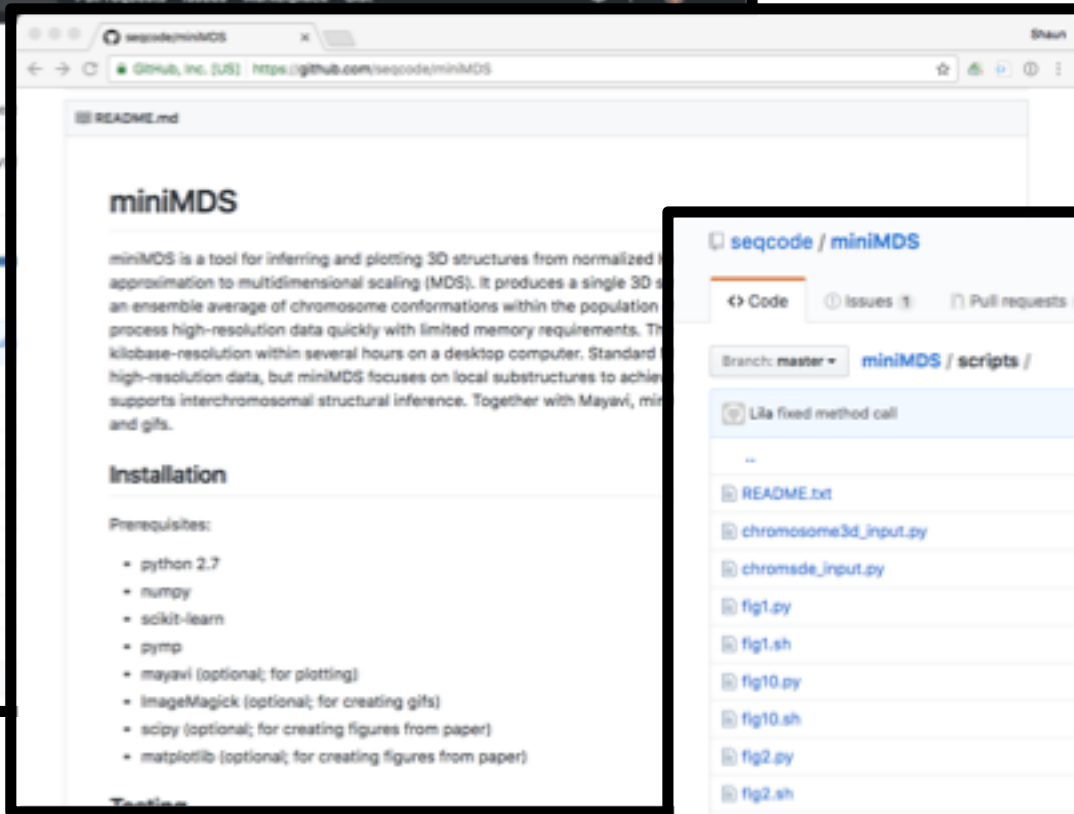 seqcode/miniMDS
Shaun
GitHub, Inc. [US] https://github.com/seqcode/miniMDS
README.md
miniMDS
miniMDS is a tool for inferring and plotting 3D structures from normalized
approximation to multidimensional scaling (MDS). It produces a single 3D
an ensemble average of chromosome conformations within the population
process high-resolution data quickly with limited memory requirements.
kilobase-resolution within several hours on a desktop computer. Standard
high-resolution data, but miniMDS focuses on local substructures to
supports interchromosomal structural inference. Together with Mayavi,
and gifs.
Installation
Prerequisites:
- python 2.7
- numpy
- scikit-learn
- pymp
- mayavi (optional; for plotting)
- ImageMagick (optional; for creating gifs)
- scipy (optional; for creating figures from paper)
- matplotlib (optional; for creating figures from paper)
Testing
seqcode / miniMDS
<> Code Issues 1 Pull requests
Branch: master miniMDS / scripts /
Lila fixed method call
..
README.txt
chromosome3d_input.py
chromsde_input.py
fig1.py
fig1.sh
fig10.py
fig10.sh
fig2.py
fig2.sh